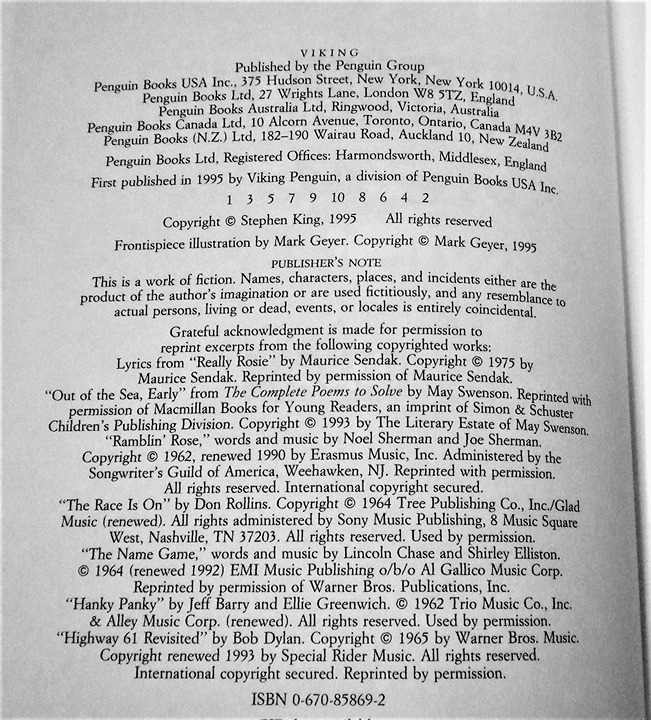 VIKING
Published by the Penguin Group
Penguin Books USA Inc., 375 Hudson Street, New York, New York 10014, U.S.A.
Penguin Books Ltd, 27 Wrights Lane, London W8 5TZ, England
Penguin Books Australia Ltd, Ringwood, Victoria, Australia
Penguin Books Canada Ltd, 10 Alcorn Avenue, Toronto, Ontario, Canada M4V 3B2
Penguin Books (N.Z.) Ltd, 182–190 Wairau Road, Auckland 10, New Zealand
Penguin Books Ltd, Registered Offices: Harmondsworth, Middlesex, England
First published in 1995 by Viking Penguin, a division of Penguin Books USA Inc.
1 3 5 7 9 10 8 6 4 2
Copyright © Stephen King, 1995 All rights reserved
Frontispiece illustration by Mark Geyer. Copyright © Mark Geyer, 1995
PUBLISHER'S NOTE
This is a work of fiction. Names, characters, places, and incidents either are the
product of the author's imagination or are used fictitiously, and any resemblance to
actual persons, living or dead, events, or locales is entirely coincidental.
Grateful acknowledgment is made for permission to
reprint excerpts from the following copyrighted works:
Lyrics from "Really Rosie" by Maurice Sendak. Copyright © 1975 by
Maurice Sendak. Reprinted by permission of Maurice Sendak.
"Out of the Sea, Early" from The Complete Poems to Solve by May Swenson. Reprinted with
permission of Macmillan Books for Young Readers, an imprint of Simon & Schuster
Children's Publishing Division. Copyright © 1993 by The Literary Estate of May Swenson.
"Ramblin' Rose," words and music by Noel Sherman and Joe Sherman.
Copyright © 1962, renewed 1990 by Erasmus Music, Inc. Administered by the
Songwriter's Guild of America, Weehawken, NJ. Reprinted with permission.
All rights reserved. International copyright secured.
"The Race Is On" by Don Rollins. Copyright © 1964 Tree Publishing Co., Inc./Glad
Music (renewed). All rights administered by Sony Music Publishing, 8 Music Square
West, Nashville, TN 37203. All rights reserved. Used by permission.
"The Name Game," words and music by Lincoln Chase and Shirley Elliston.
© 1964 (renewed 1992) EMI Music Publishing o/b/o Al Gallico Music Corp.
Reprinted by permission of Warner Bros. Publications, Inc.
"Hanky Panky" by Jeff Barry and Ellie Greenwich. © 1962 Trio Music Co., Inc.
& Alley Music Corp. (renewed). All rights reserved. Used by permission.
"Highway 61 Revisited" by Bob Dylan. Copyright © 1965 by Warner Bros. Music.
Copyright renewed 1993 by Special Rider Music. All rights reserved.
International copyright secured. Reprinted by permission.
ISBN 0-670-85869-2